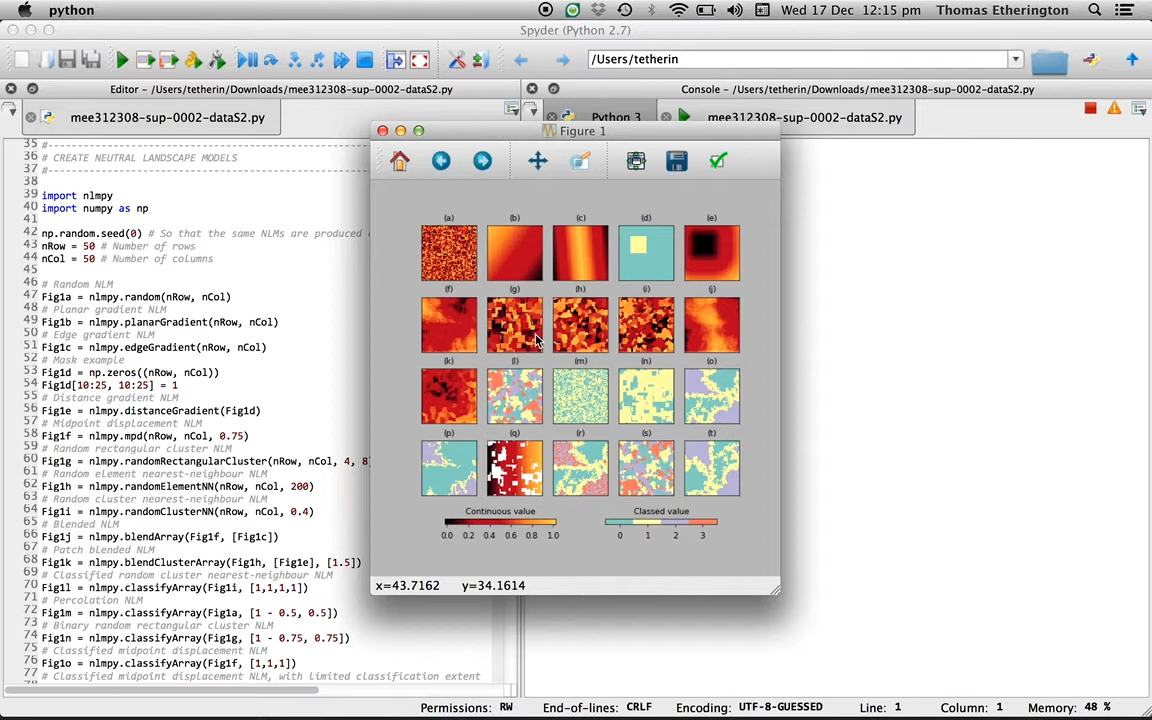 python
Wed 17 Dec 12:15 pm Thomas Etherington
Spyder (Python 2.7)
/Users/tetherin
Editor - /Users/tetherin/Downloads/mee312308-sup-0002-dataS2.py
Console - /Users/tetherin/Downloads/mee312308-sup-0002-dataS2.py
mee312308-sup-0002-dataS2.py
Python 3
mee312308-sup-0002-dataS2.py
35 #-----------------------------------------------
36 # CREATE NEUTRAL LANDSCAPE MODELS
37 #-----------------------------------------------
38
39 import nlmpy
40 import numpy as np
41
42 np.random.seed(0) # So that the same NLMs are produced
43 nRow = 50 # Number of rows
44 nCol = 50 # Number of columns
45
46 # Random NLM
47 Fig1a = nlmpy.random(nRow, nCol)
48 # Planar gradient NLM
49 Fig1b = nlmpy.planarGradient(nRow, nCol)
50 # Edge gradient NLM
51 Fig1c = nlmpy.edgeGradient(nRow, nCol)
52 # Mask example
53 Fig1d = np.zeros((nRow, nCol))
54 Fig1d[10:25, 10:25] = 1
55 # Distance gradient NLM
56 Fig1e = nlmpy.distanceGradient(Fig1d)
57 # Midpoint displacement NLM
58 Fig1f = nlmpy.mpd(nRow, nCol, 0.75)
59 # Random rectangular cluster NLM
60 Fig1g = nlmpy.randomRectangularCluster(nRow, nCol, 4, 8
61 # Random element nearest-neighbour NLM
62 Fig1h = nlmpy.randomElementNN(nRow, nCol, 200)
63 # Random cluster nearest-neighbour NLM
64 Fig1i = nlmpy.randomClusterNN(nRow, nCol, 0.4)
65 # Blended NLM
66 Fig1j = nlmpy.blendArray(Fig1f, [Fig1c])
67 # Patch blended NLM
68 Fig1k = nlmpy.blendClusterArray(Fig1h, [Fig1e], [1.5])
69 # Classified random cluster nearest-neighbour NLM
70 Fig1l = nlmpy.classifyArray(Fig1i, [1,1,1,1])
71 # Percolation NLM
72 Fig1m = nlmpy.classifyArray(Fig1a, [1 - 0.5, 0.5])
73 # Binary random rectangular cluster NLM
74 Fig1n = nlmpy.classifyArray(Fig1g, [1 - 0.75, 0.75])
75 # Classified midpoint displacement NLM
76 Fig1o = nlmpy.classifyArray(Fig1f, [1,1,1])
77 # Classified midpoint displacement NLM, with limited classification extent
Figure 1
(a) (b) (c) (d) (e)
(f) (g) (h) (i) (j)
(k) (l) (m) (n) (o)
(p) (q) (r) (s) (t)
Continuous value
0.0 0.2 0.4 0.6 0.8 1.0
Classed value
0 1 2 3
x=43.7162 y=34.1614
Permissions: RW End-of-lines: CRLF Encoding: UTF-8-GUESSED Line: 1 Column: 1 Memory: 48 %